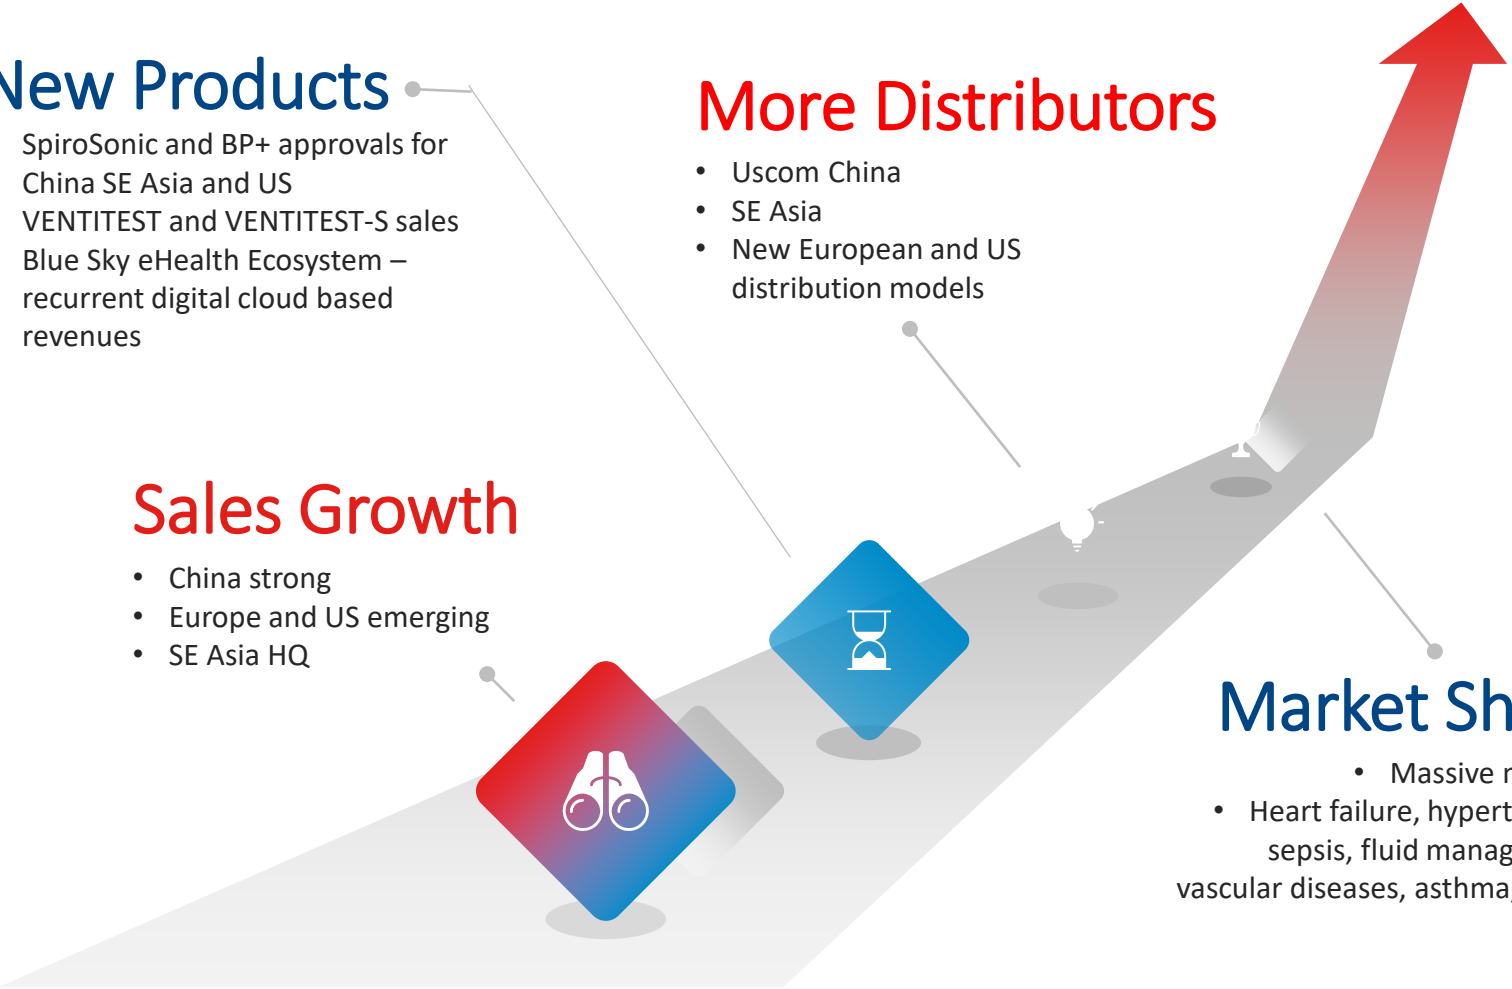 New Products
SpiroSonic and BP+ approvals for
China SE Asia and US
VENTITEST and VENTITEST-S sales
Blue Sky eHealth Ecosystem –
recurrent digital cloud based
revenues
More Distributors
• Uscom China
• SE Asia
• New European and US
distribution models
Sales Growth
• China strong
• Europe and US emerging
• SE Asia HQ
Market
• Massive
• Heart failure,
sepsis, fluid
vascular diseases, asthma,